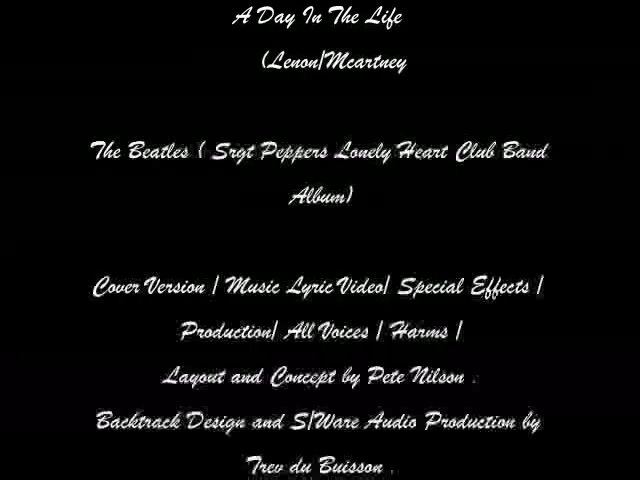 A Day In The Life
(Lenon/Mcartney
The Beatles ( Srgt Peppers Lonely Heart Club Band
Album)
Cover Version / Music Lyric Video/ Special Effects /
Production/ All Voices / Harms /
Layout and Concept by Pete Nilson .
Backtrack Design and S/Ware Audio Production by
Trev du Buisson .